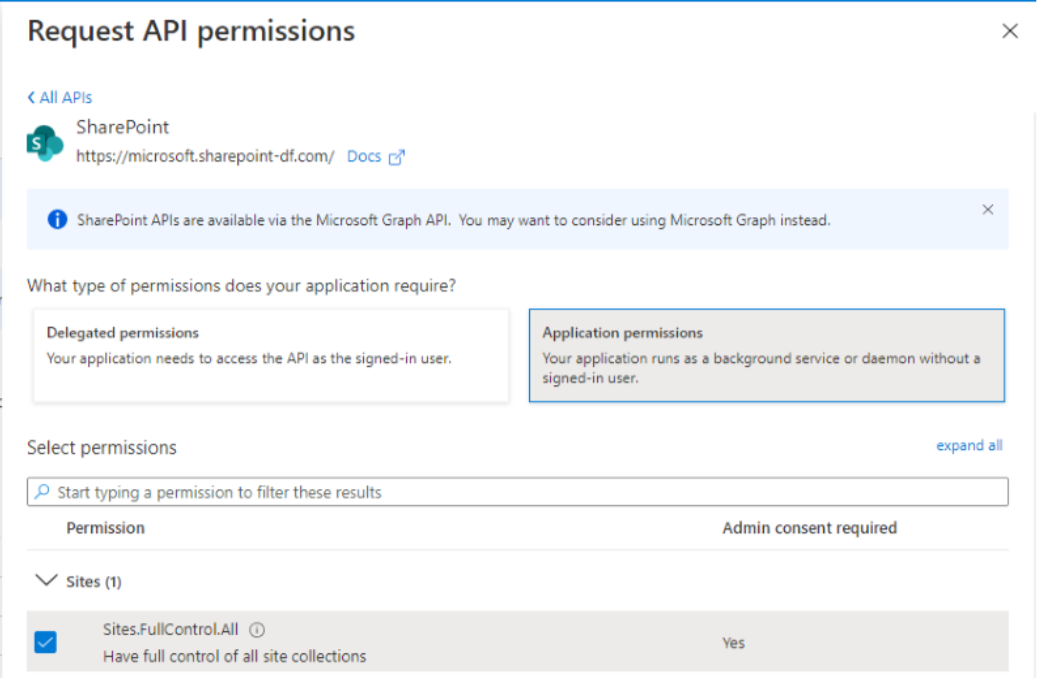 Request API permissions
All APIs
SharePoint
https://microsoft.sharepoint-df.com/ Docs
SharePoint APIs are available via the Microsoft Graph API. You may want to consider using Microsoft Graph instead.
What type of permissions does your application require?
Delegated permissions
Your application needs to access the API as the signed-in user.
Application permissions
Your application runs as a background service or daemon without a
signed-in user.
Select permissions
expand all
Start typing a permission to filter these results
Permission
Admin consent required
Sites (1)
Sites.FullControl.All
Yes
Have full control of all site collections